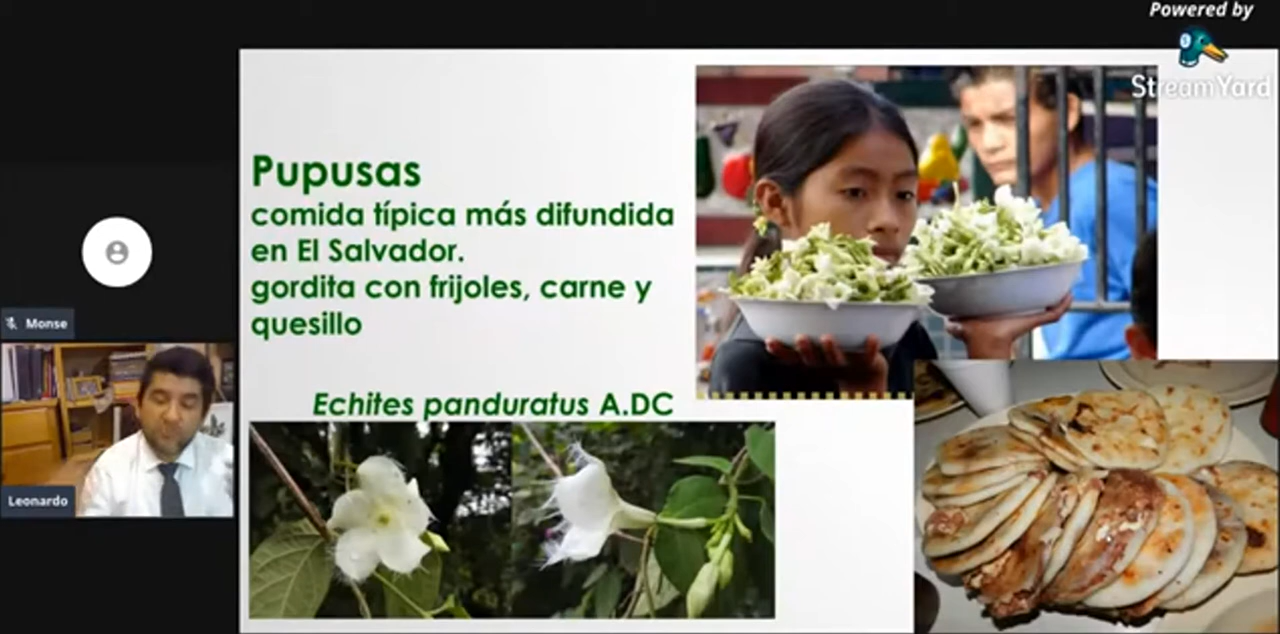 Powered by
StreamYard
Pupusas
comida típica más difundida
en El Salvador.
gordita con frijoles, carne y
quesillo
Echites panduratus A.DC
Monse
Leonardo